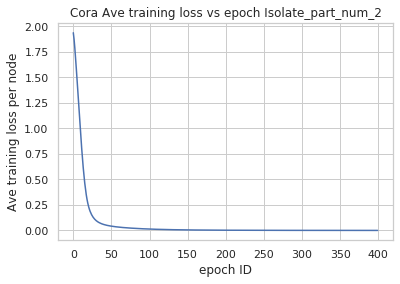 Cora Ave training loss vs epoch Isolate_part_num_2
2.00
1.75
1.50
1.25
1.00
0.75
0.50
0.25
0.00
Ave training loss per node
0 50 100 150 200 250 300 350 400
epoch ID